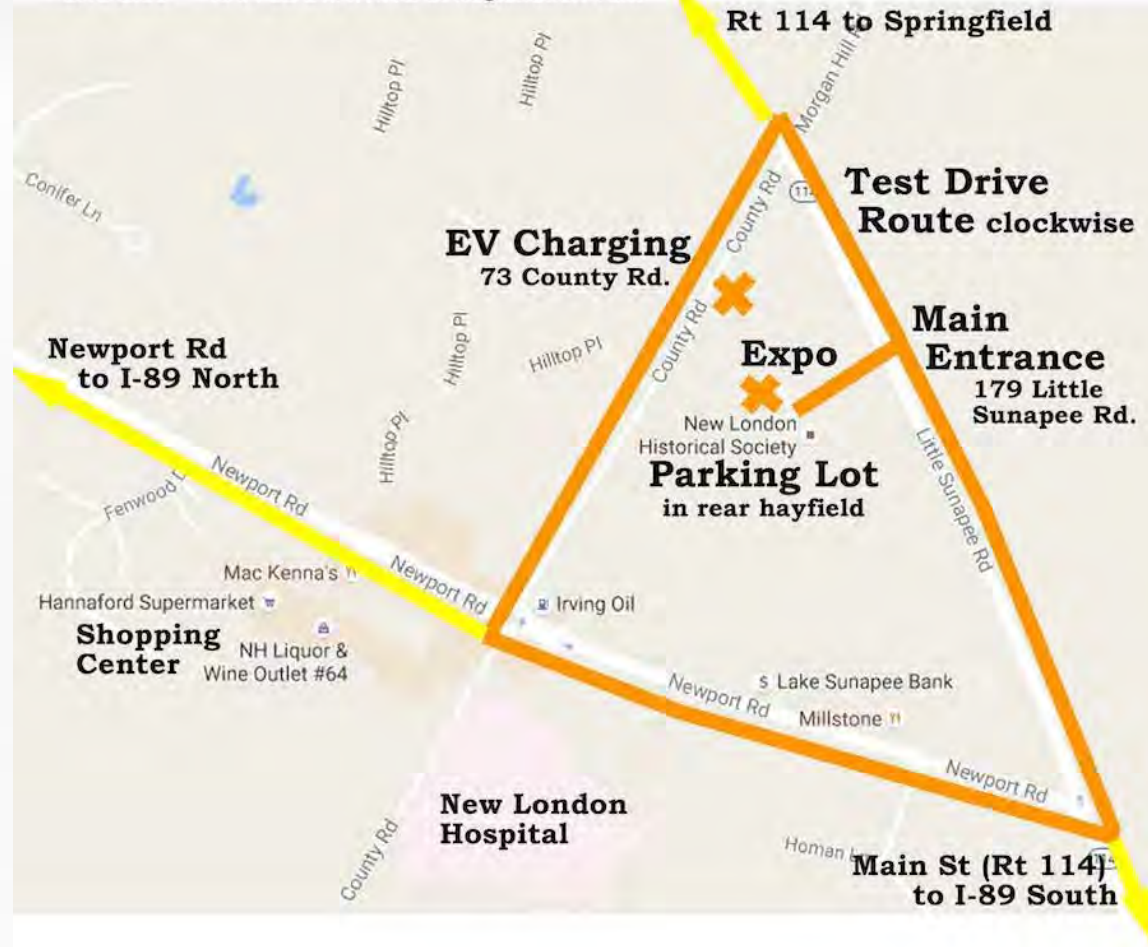 Rt 114 to Springfield
Hilltop Pl
Hilltop Pl
Morgan Hill
Conifer Ln
County Rd
Test Drive
Route clockwise
EV Charging
73 County Rd.
County Rd
Main
Entrance
179 Little
Sunapee Rd.
Hilltop Pl
Hilltop Pl
Expo
Newport Rd
to I-89 North
New London
Historical Society
Parking Lot
in rear hayfield
Hilltop Pl
Little Sunapee Rd
Newport Rd
Fenwood
Newport Rd
Mac Kenna's
Hannaford Supermarket
Irving Oil
Shopping
Center
NH Liquor &
Wine Outlet #64
$ Lake Sunapee Bank
Newport Rd
Millstone
Newport Rd
New London
Hospital
County Rd
Homan
Main St (Rt 114)
to I-89 South